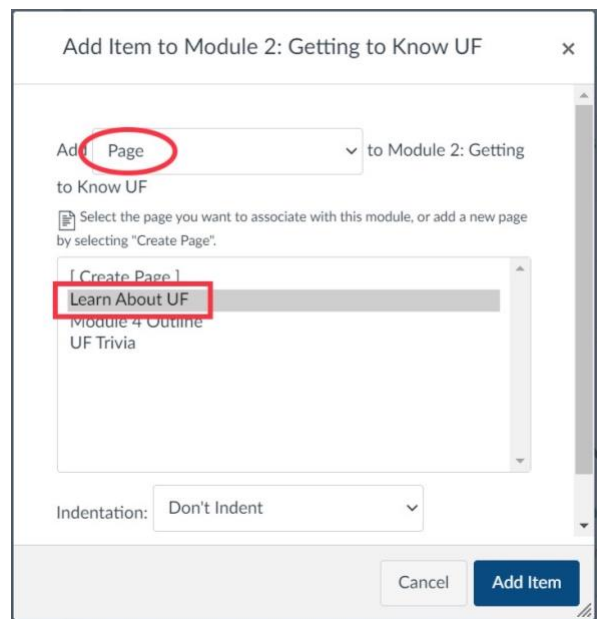 Add Item to Module 2: Getting to Know UF ×
Add Page to Module 2: Getting
to Know UF
Select the page you want to associate with this module, or add a new page
by selecting "Create Page".
[ Create Page ]
Learn About UF
Module 4 Outline
UF Trivia
Indentation: Don't Indent
Cancel Add Item